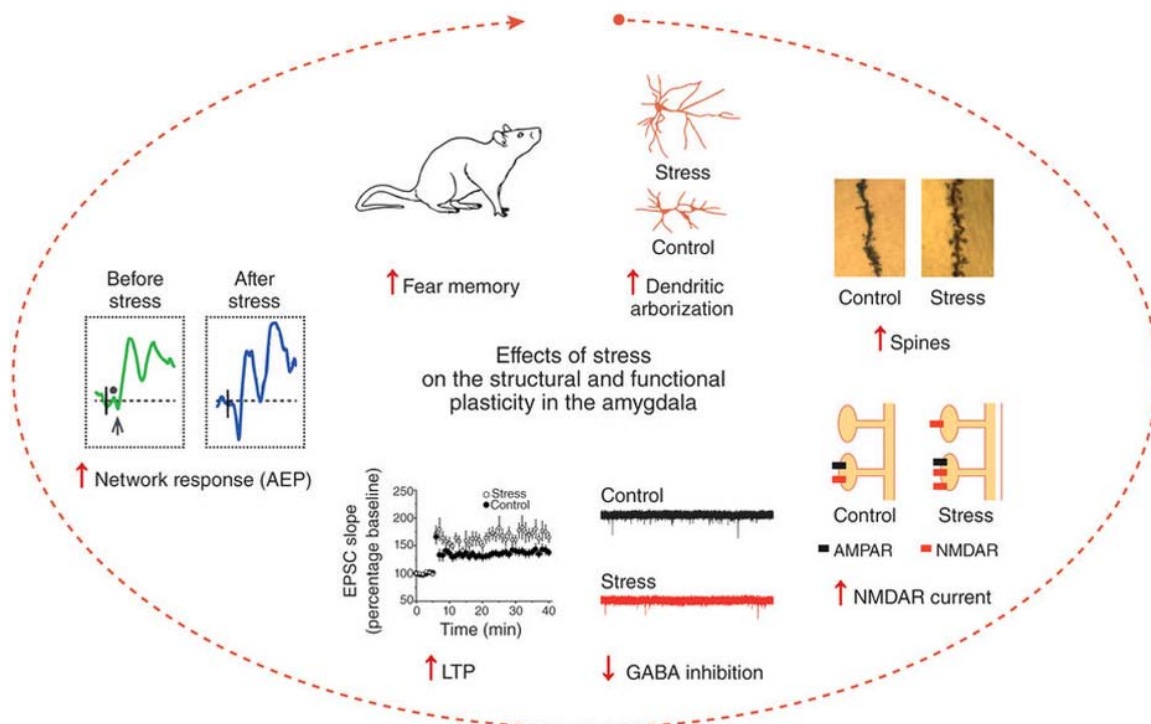 Stress
Control
↑ Dendritic
arborization
Control Stress
↑ Spines
Control Stress
AMPAR NMDAR
↑ NMDAR current
Control
Stress
↓ GABA inhibition
EPSC slope
(percentage baseline)
250
200
150
100
50
Stress
Control
0 10 20 30 40
Time (min)
↑ LTP
Before
stress
After
stress
↑ Network response (AEP)
↑ Fear memory
Effects of stress
on the structural and functional
plasticity in the amygdala